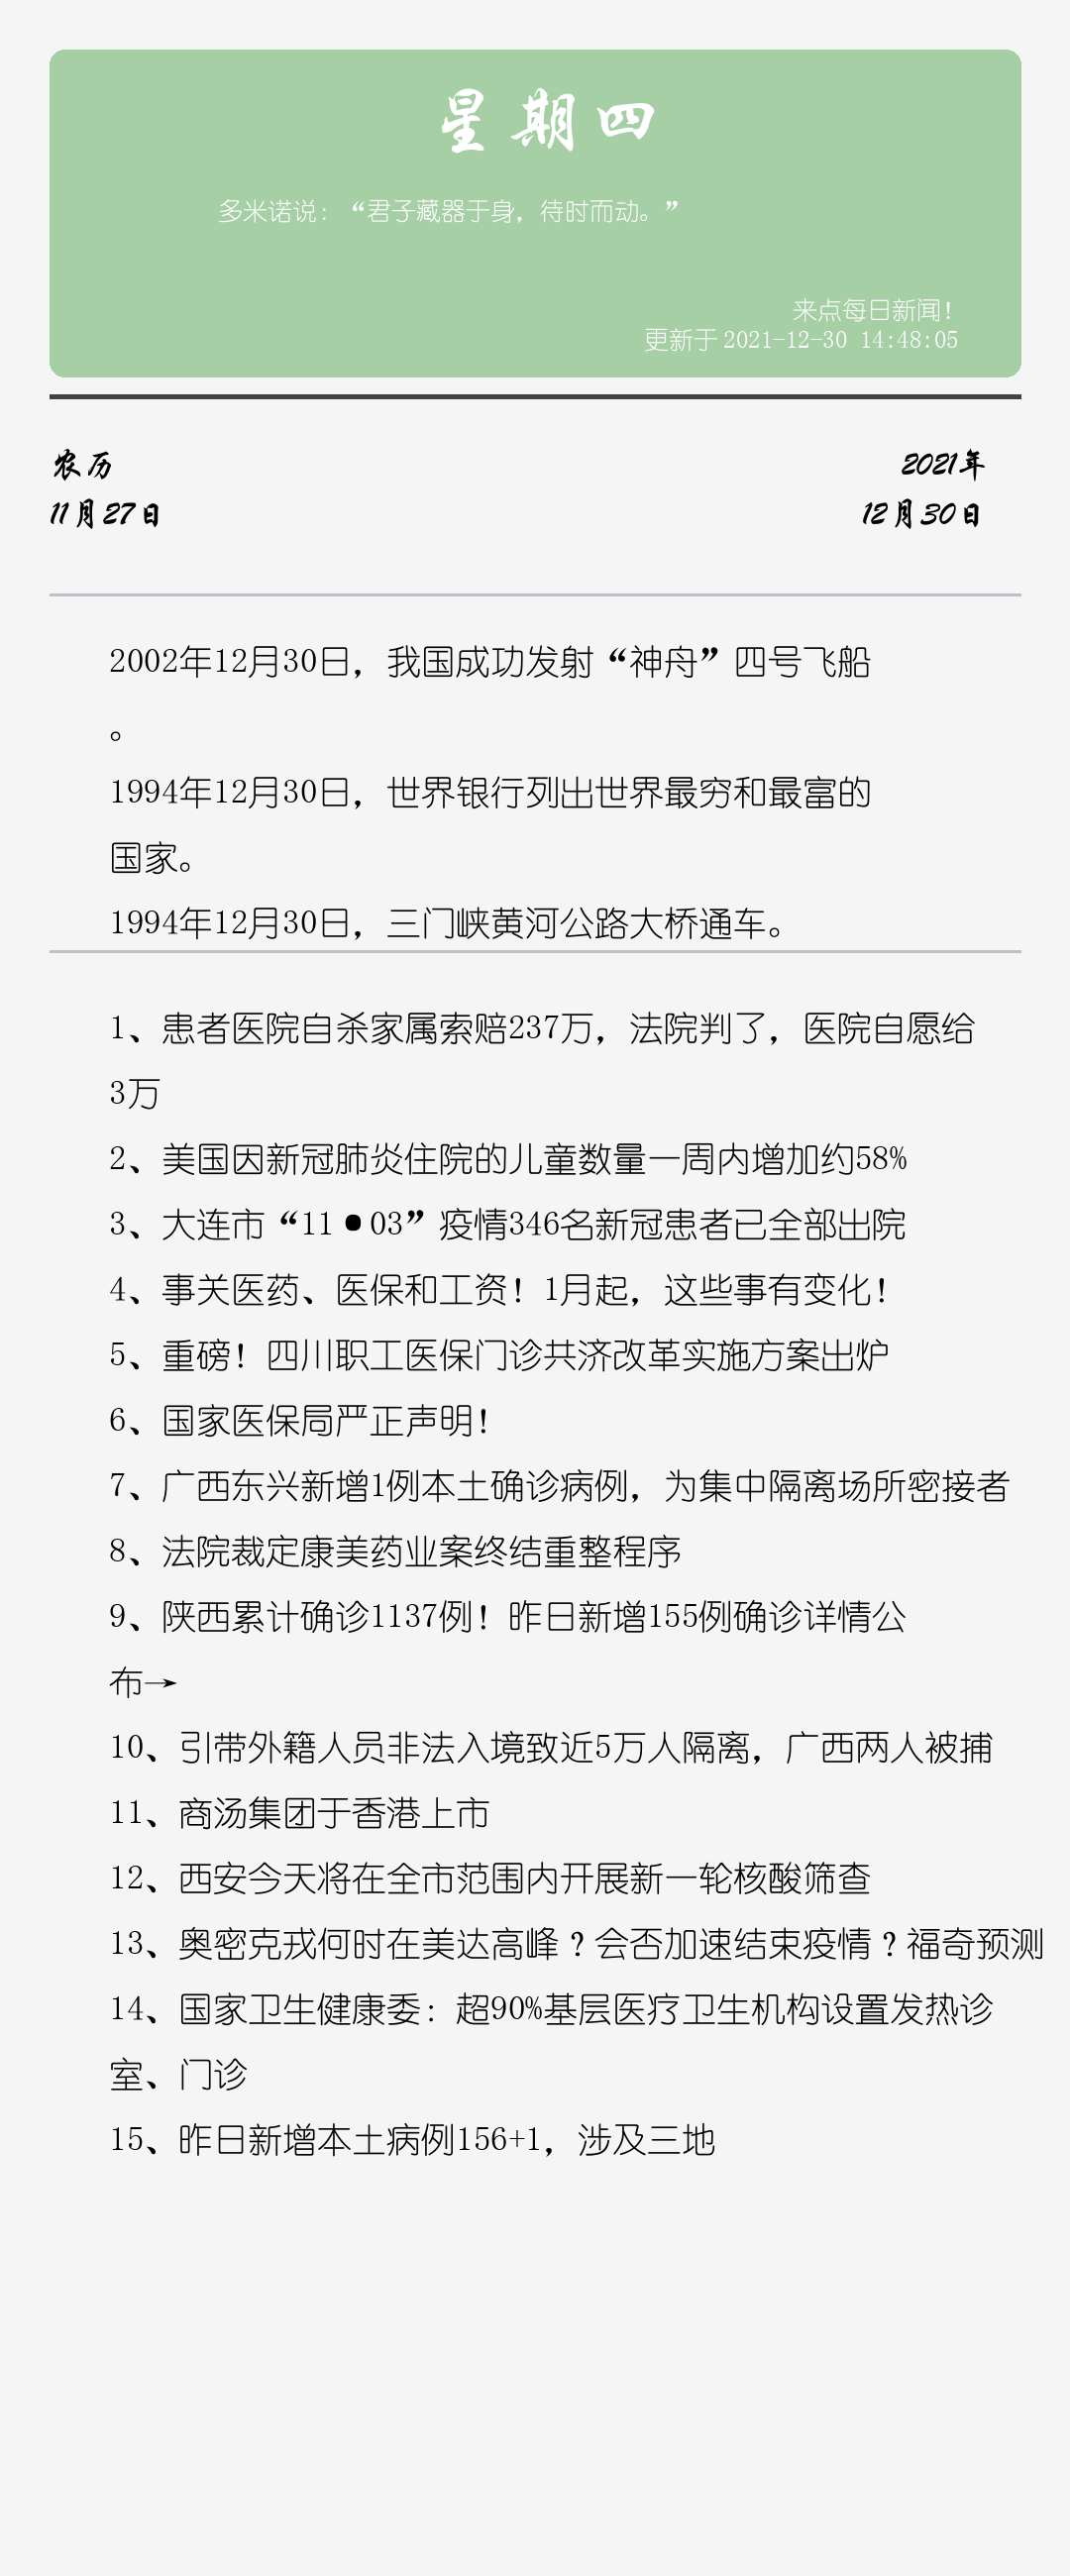 星期四
多米诺说：“君子藏器于身，待时而动。”
来点每日新闻！
更新于2021-12-30 14:48:05
农历
11月27日
2021年
12月30日
2002年12月30日，我国成功发射“神舟”四号飞船
。
1994年12月30日，世界银行列出世界最穷和最富的
国家。
1994年12月30日，三门峡黄河公路大桥通车。
1、患者医院自杀家属索赔237万，法院判了，医院自愿给
3万
2、美国因新冠肺炎住院的儿童数量一周内增加约58%
3、大连市“11•03”疫情346名新冠患者已全部出院
4、事关医药、医保和工资！1月起，这些事有变化！
5、重磅！四川职工医保门诊共济改革实施方案出炉
6、国家医保局严正声明！
7、广西东兴新增1例本土确诊病例，为集中隔离场所密接者
8、法院裁定康美药业案终结重整程序
9、陕西累计确诊1137例！昨日新增155例确诊详情公
布→
10、引带外籍人员非法入境致近5万人隔离，广西两人被捕
11、商汤集团于香港上市
12、西安今天将在全市范围内开展新一轮核酸筛查
13、奥密克戎何时在美达高峰？会否加速结束疫情？福奇预测
14、国家卫生健康委：超90%基层医疗卫生机构设置发热诊
室、门诊
15、昨日新增本土病例156+1，涉及三地